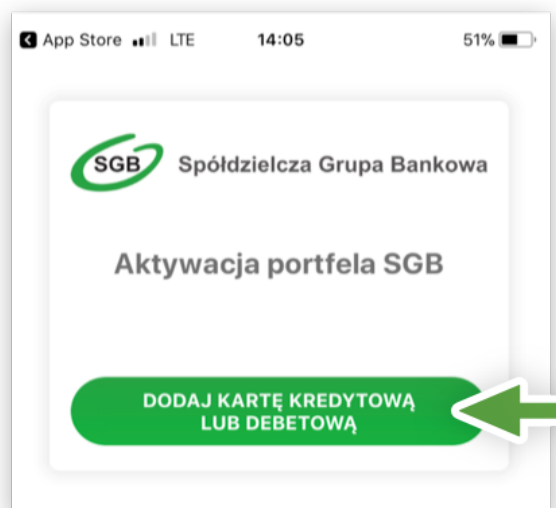 App Store LTE 14:05 51%
SGB Spółdzielcza Grupa Bankowa
Aktywacja portfela SGB
DODAJ KARTĘ KREDYTOWĄ
LUB DEBETOWĄ